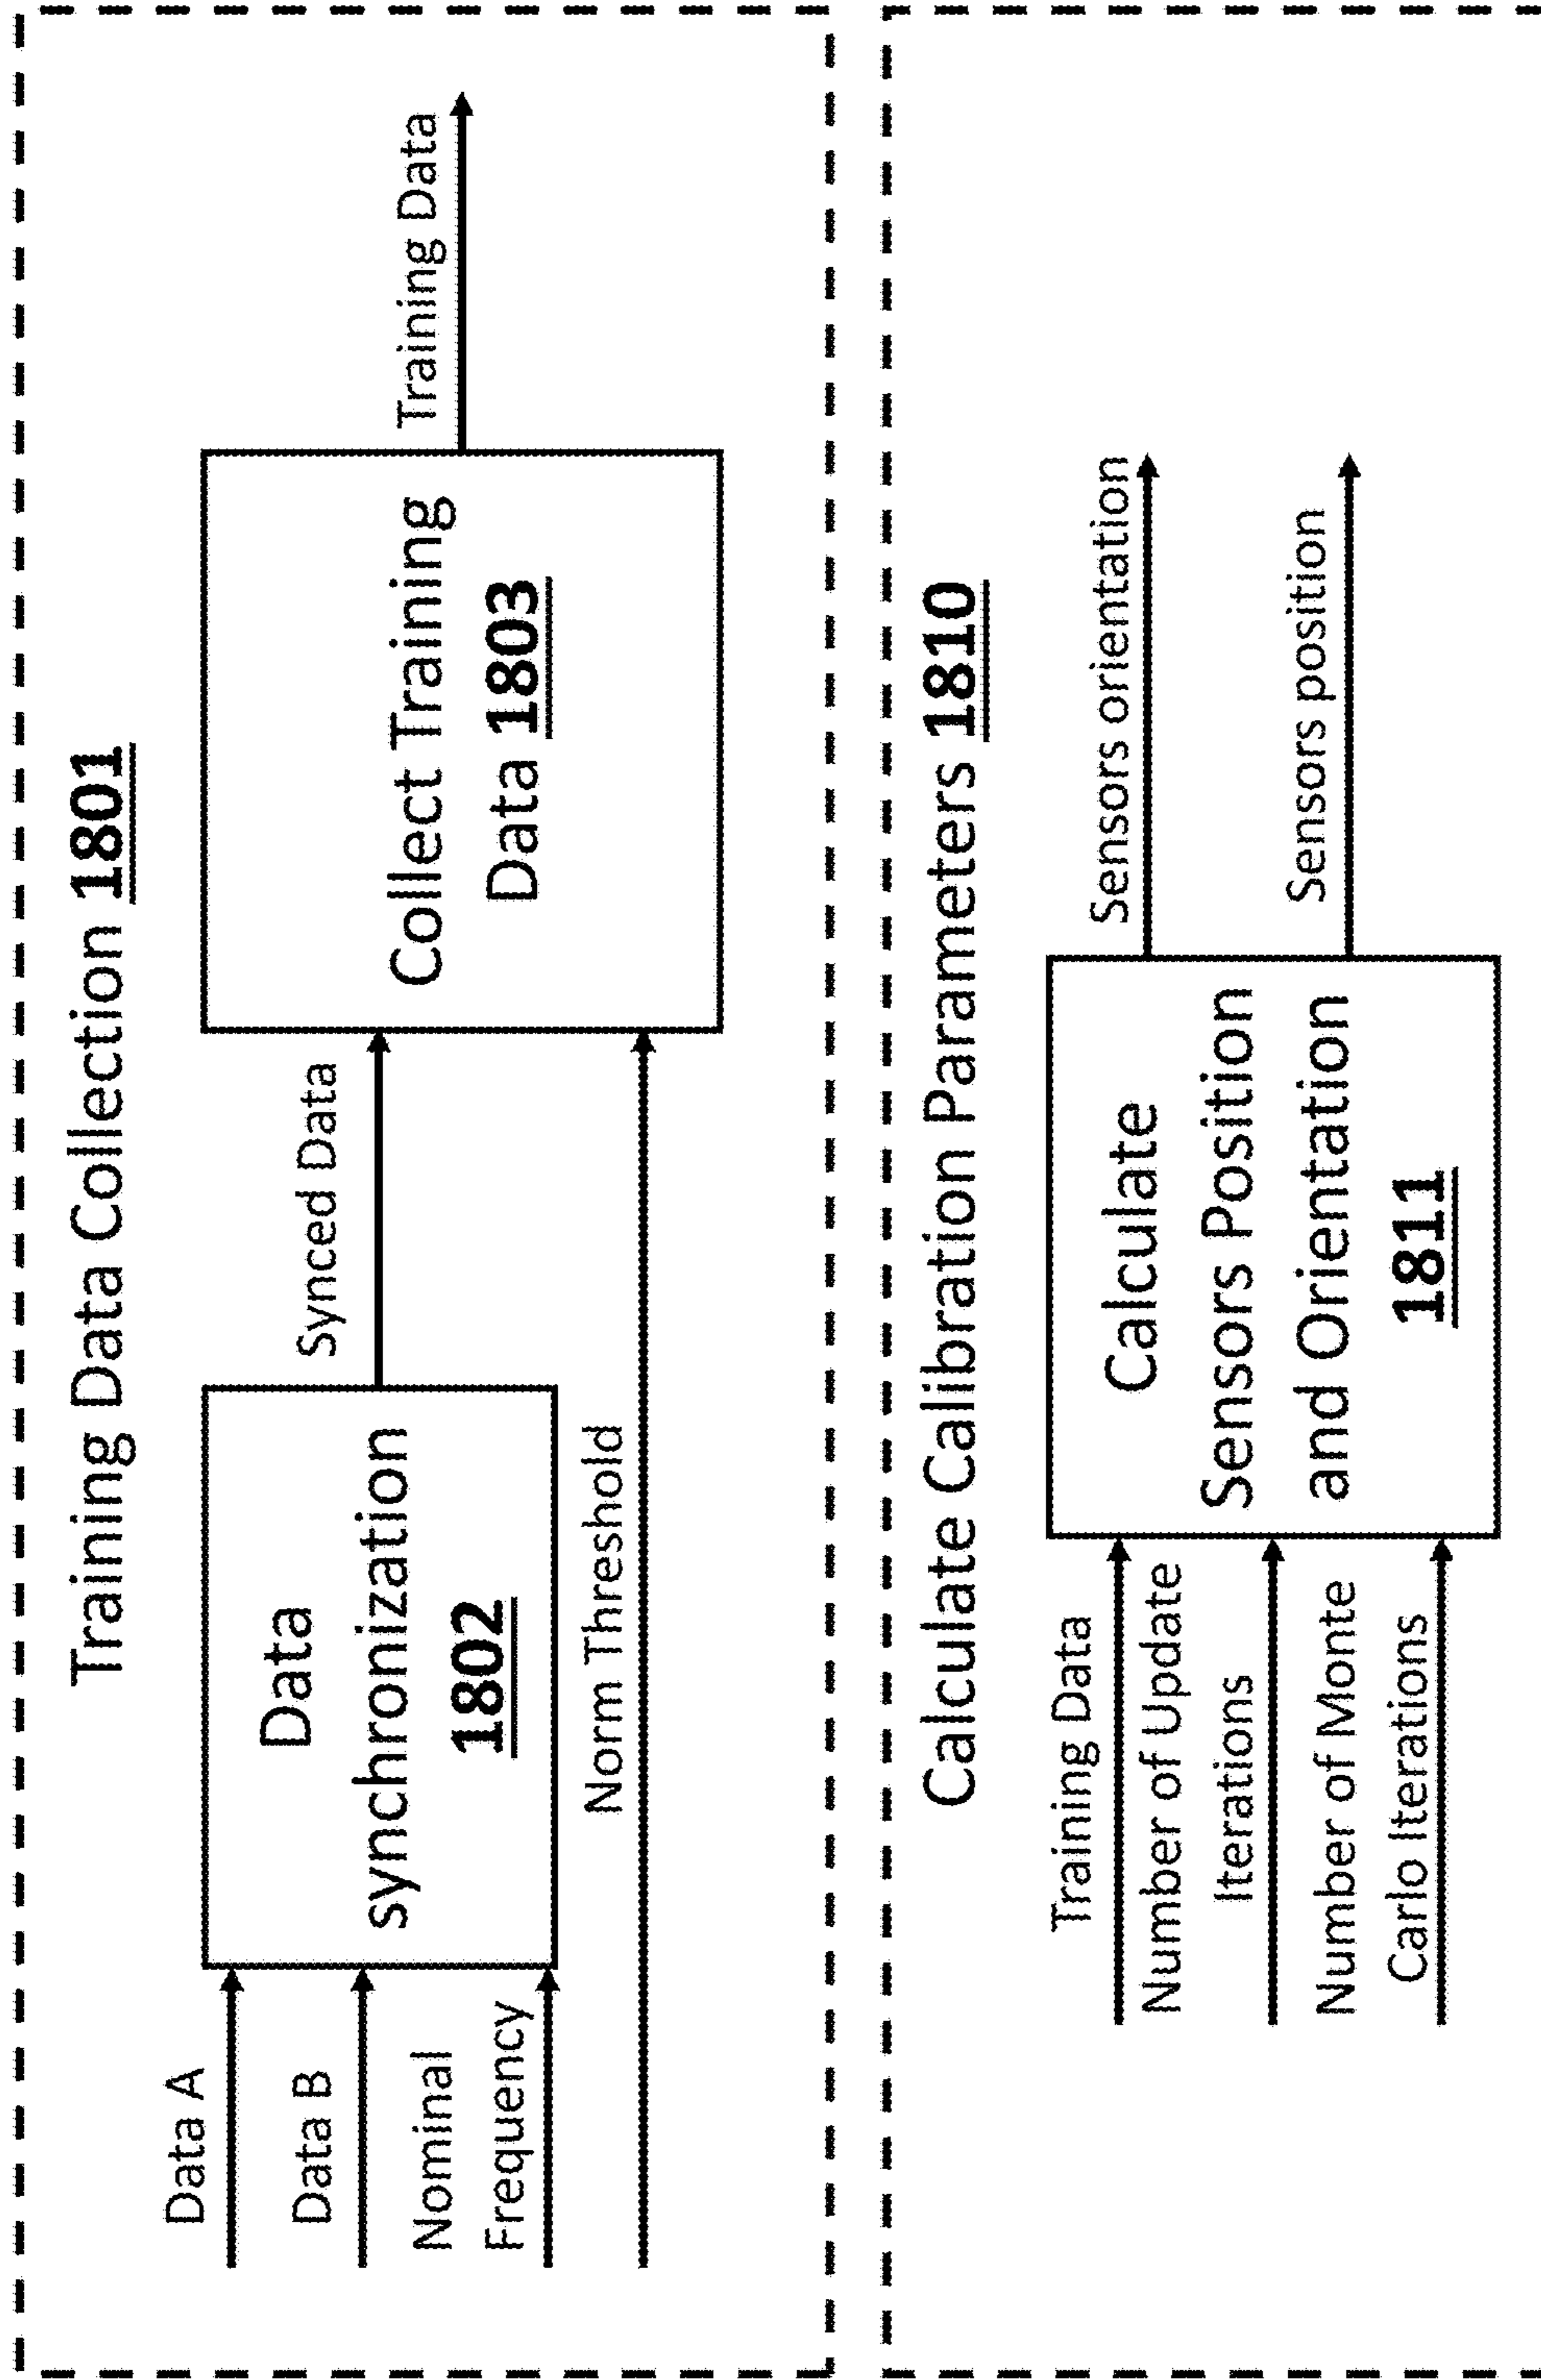 Training Data Collection 1801
Data A
Data B
Nominal
Frequency
Data
synchronization
1802
Synced Data
Norm Threshold
Collect Training
Data 1803
Training Data
Calculate Calibration Parameters 1810
Training Data
Number of Update
Iterations
Number of Monte
Carlo Iterations
Calculate
Sensors Position
and Orientation
1811
Sensors orientation
Sensors position